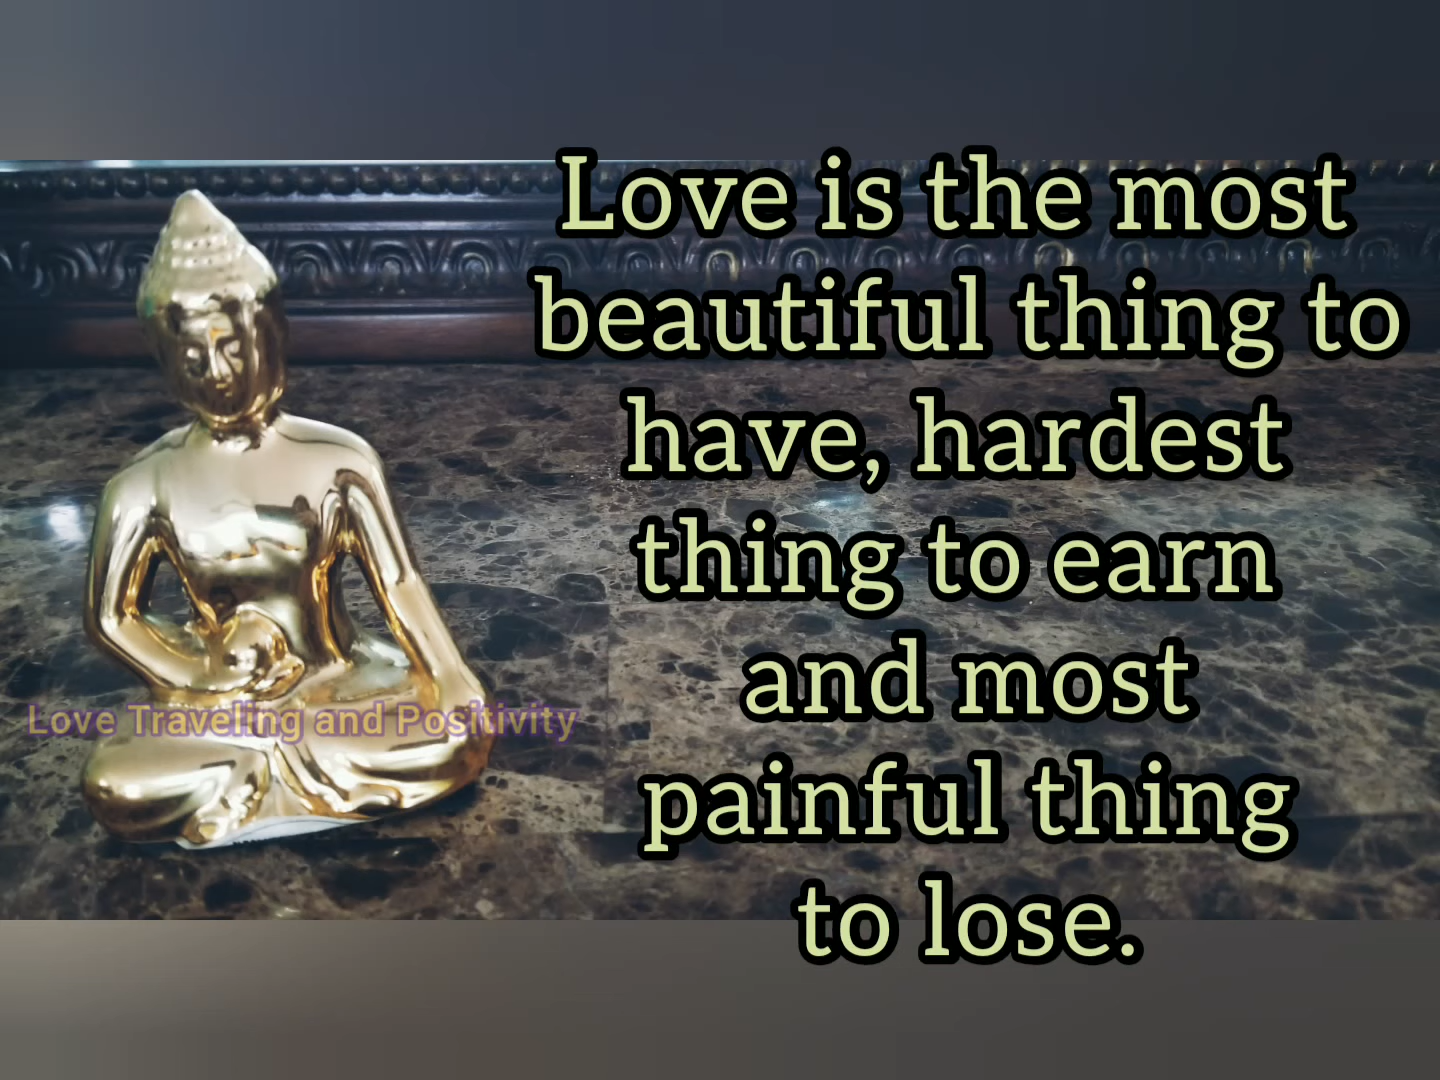 Love is the most
beautiful thing to
have, hardest
thing to earn
and most
painful thing
to lose.
Love Traveling and Positivity